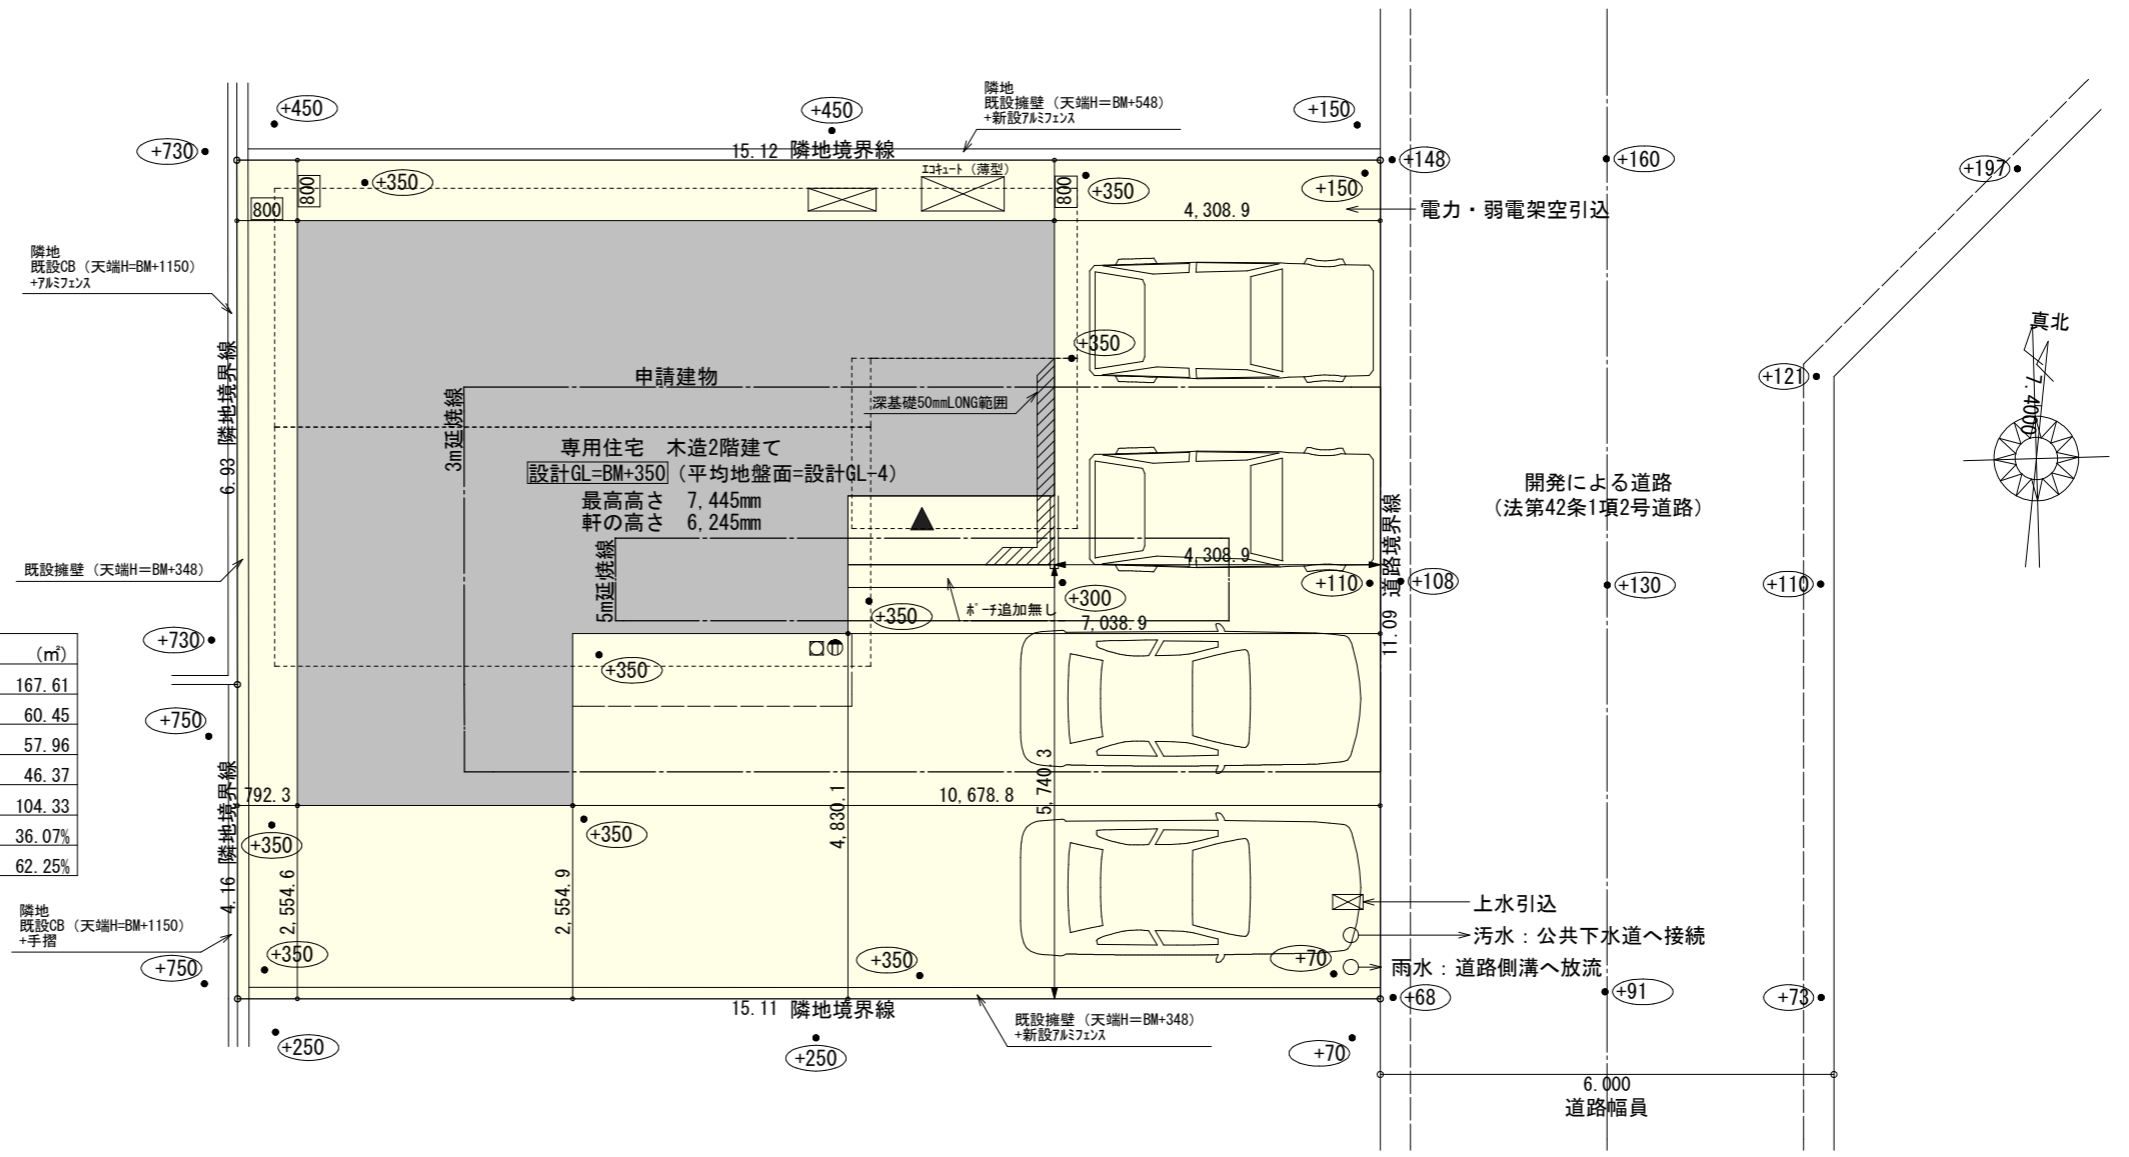 隣地
既設擁壁（天端H＝BM+548）
+新設ｱﾙﾐﾌｪﾝｽ
+450
+450
+150
+730
15.12 隣地境界線
+148
+160
+197
+350
800
800
ｴｺｷｭｰﾄ（薄型）
800
+350
+150
4,308.9
電力・弱電架空引込
隣地
既設CB（天端H=BM+1150）
+ｱﾙﾐﾌｪﾝｽ
真北
7.4000
+350
6.93 隣地境界線
申請建物
3m延焼線
深基礎50mmLONG範囲
+121
専用住宅　木造2階建て
設計GL=BM+350（平均地盤面=設計GL-4）
最高高さ　7,445mm
軒の高さ　6,245mm
開発による道路
（法第42条1項2号道路）
11.09 道路境界線
5m延焼線
4,308.9
既設擁壁（天端H=BM+348）
+110
+108
+130
+110
+300
+350
ﾎﾟｰﾁ追加無し
7,038.9
+730
+350
(㎡)
167.61
60.45
57.96
46.37
104.33
36.07%
62.25%
+750
4.16 隣地境界線
792.3
10,678.8
5,740.3
4,830.1
+350
+350
2,554.6
2,554.9
隣地
既設CB（天端H=BM+1150）
+手摺
上水引込
汚水：公共下水道へ接続
雨水：道路側溝へ放流
+750
+350
+350
+70
+68
+91
+73
15.11 隣地境界線
既設擁壁（天端H＝BM+348）
+新設ｱﾙﾐﾌｪﾝｽ
+250
+250
+70
6.000
道路幅員